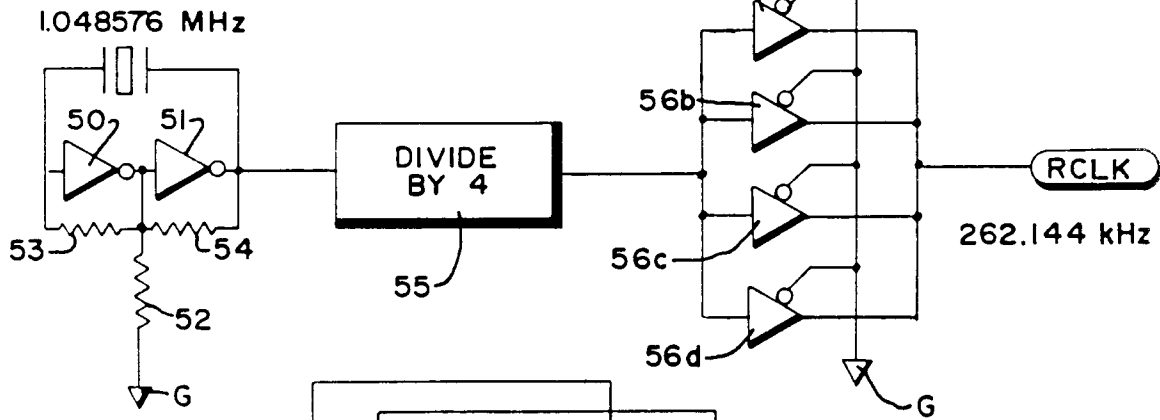 1.048576 MHz
50
51
53
54
52
G
DIVIDE
BY 4
55
56b
56c
56d
G
RCLK
262.144 kHz